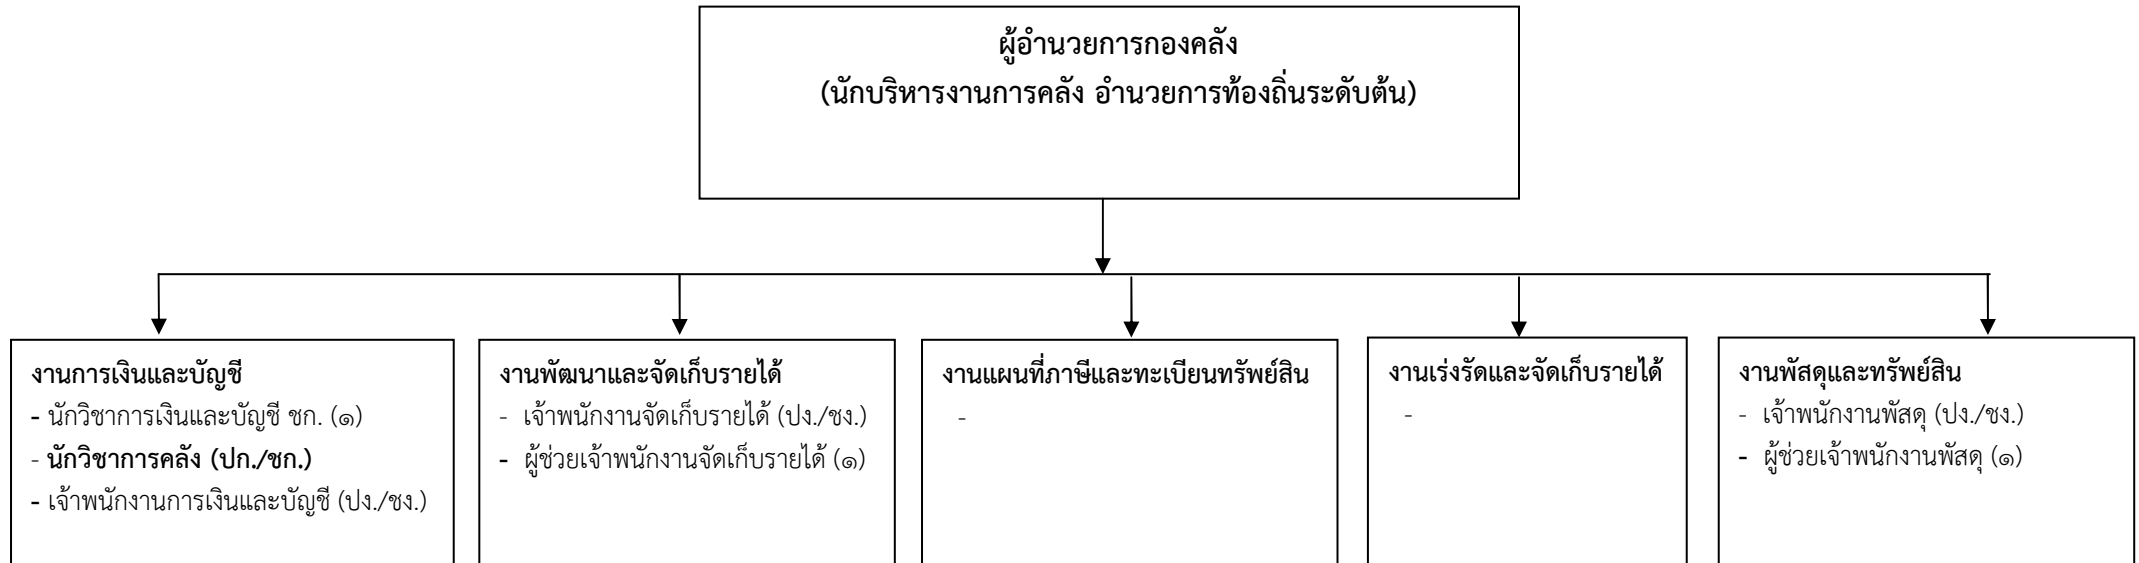 ผู้อำนวยการกองคลัง
(นักบริหารงานการคลัง อำนวยการท้องถิ่นระดับต้น)
งานการเงินและบัญชี
- นักวิชาการเงินและบัญชี ชก. (๑)
- นักวิชาการคลัง (ปก./ชก.)
- เจ้าพนักงานการเงินและบัญชี (ปง./ชง.)
งานพัฒนาและจัดเก็บรายได้
- เจ้าพนักงานจัดเก็บรายได้ (ปง./ชง.)
- ผู้ช่วยเจ้าพนักงานจัดเก็บรายได้ (๑)
งานแผนที่ภาษีและทะเบียนทรัพย์สิน
-
งานเร่งรัดและจัดเก็บรายได้
-
งานพัสดุและทรัพย์สิน
- เจ้าพนักงานพัสดุ (ปง./ชง.)
- ผู้ช่วยเจ้าพนักงานพัสดุ (๑)